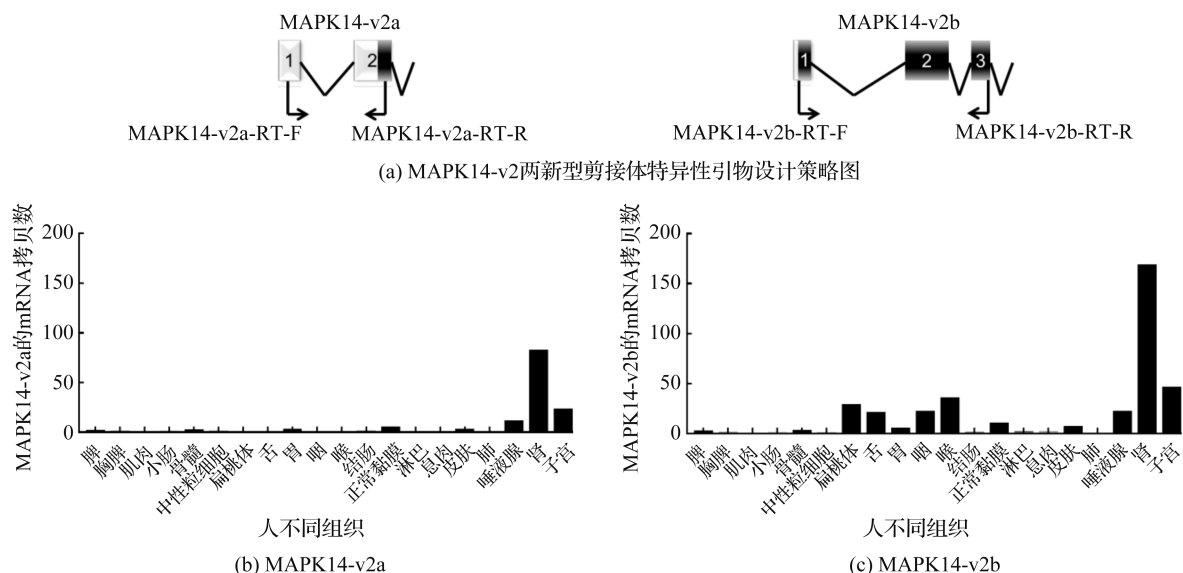 MAPK14-v2a
MAPK14-v2b
1
2
1
2
3
MAPK14-v2a-RT-F
MAPK14-v2a-RT-R
MAPK14-v2b-RT-F
MAPK14-v2b-RT-R
(a) MAPK14-v2两新型剪接体特异性引物设计策略图
MAPK14-v2a的mRNA拷贝数
200
150
100
50
0
脾
胸脾
肌肉
小肠
骨髓
中性粒细胞
扁桃体
舌
胃
咽
喉
结肠
正常黏膜
淋巴
息肉
皮肤
肺
唾液腺
肾
子宫
人不同组织
(b) MAPK14-v2a
MAPK14-v2b的mRNA拷贝数
200
150
100
50
0
脾
胸脾
肌肉
小肠
骨髓
中性粒细胞
扁桃体
舌
胃
咽
喉
结肠
正常黏膜
淋巴
息肉
皮肤
肺
唾液腺
肾
子宫
人不同组织
(c) MAPK14-v2b